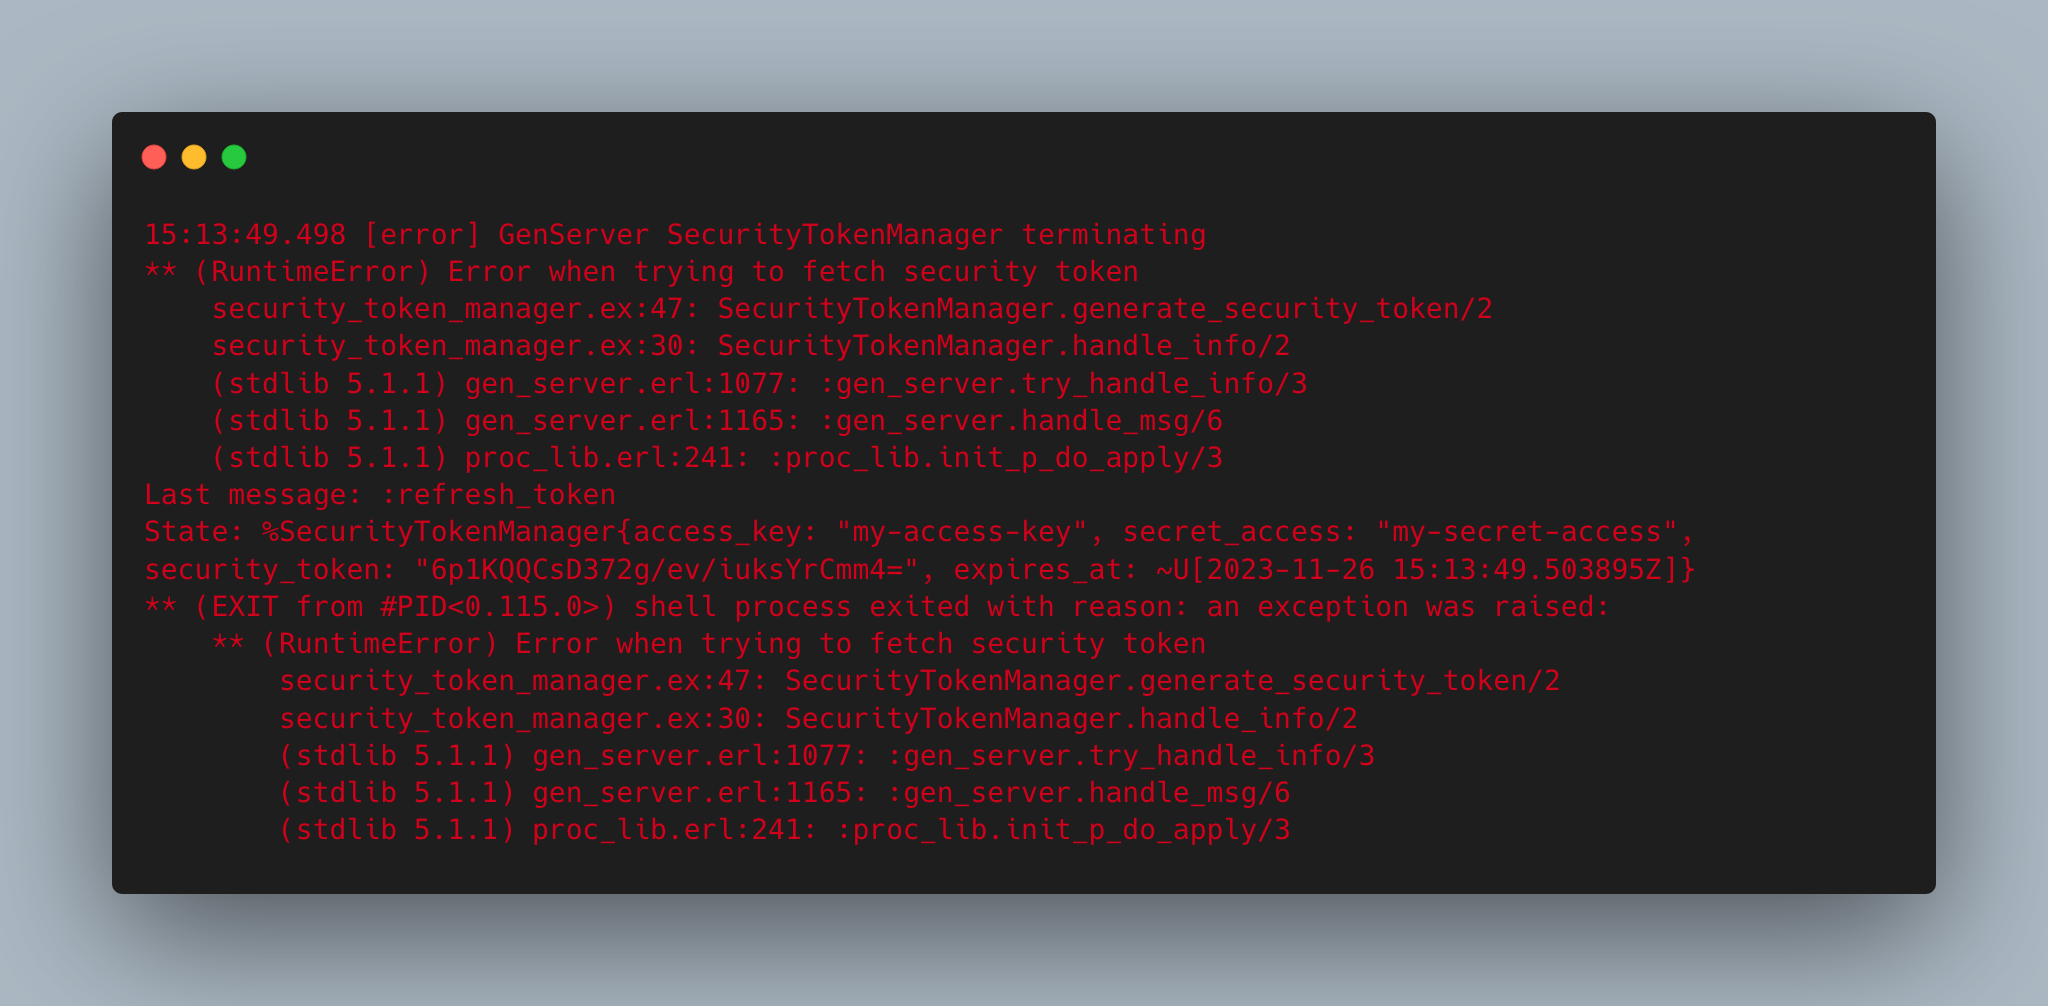 15:13:49.498 [error] GenServer SecurityTokenManager terminating
** (RuntimeError) Error when trying to fetch security token
    security_token_manager.ex:47: SecurityTokenManager.generate_security_token/2
    security_token_manager.ex:30: SecurityTokenManager.handle_info/2
    (stdlib 5.1.1) gen_server.erl:1077: :gen_server.try_handle_info/3
    (stdlib 5.1.1) gen_server.erl:1165: :gen_server.handle_msg/6
    (stdlib 5.1.1) proc_lib.erl:241: :proc_lib.init_p_do_apply/3
Last message: :refresh_token
State: %SecurityTokenManager{access_key: "my-access-key", secret_access: "my-secret-access",
security_token: "6p1KQQCsD372g/ev/iuksYrCmm4=", expires_at: ~U[2023-11-26 15:13:49.503895Z]}
** (EXIT from #PID<0.115.0>) shell process exited with reason: an exception was raised:
    ** (RuntimeError) Error when trying to fetch security token
        security_token_manager.ex:47: SecurityTokenManager.generate_security_token/2
        security_token_manager.ex:30: SecurityTokenManager.handle_info/2
        (stdlib 5.1.1) gen_server.erl:1077: :gen_server.try_handle_info/3
        (stdlib 5.1.1) gen_server.erl:1165: :gen_server.handle_msg/6
        (stdlib 5.1.1) proc_lib.erl:241: :proc_lib.init_p_do_apply/3